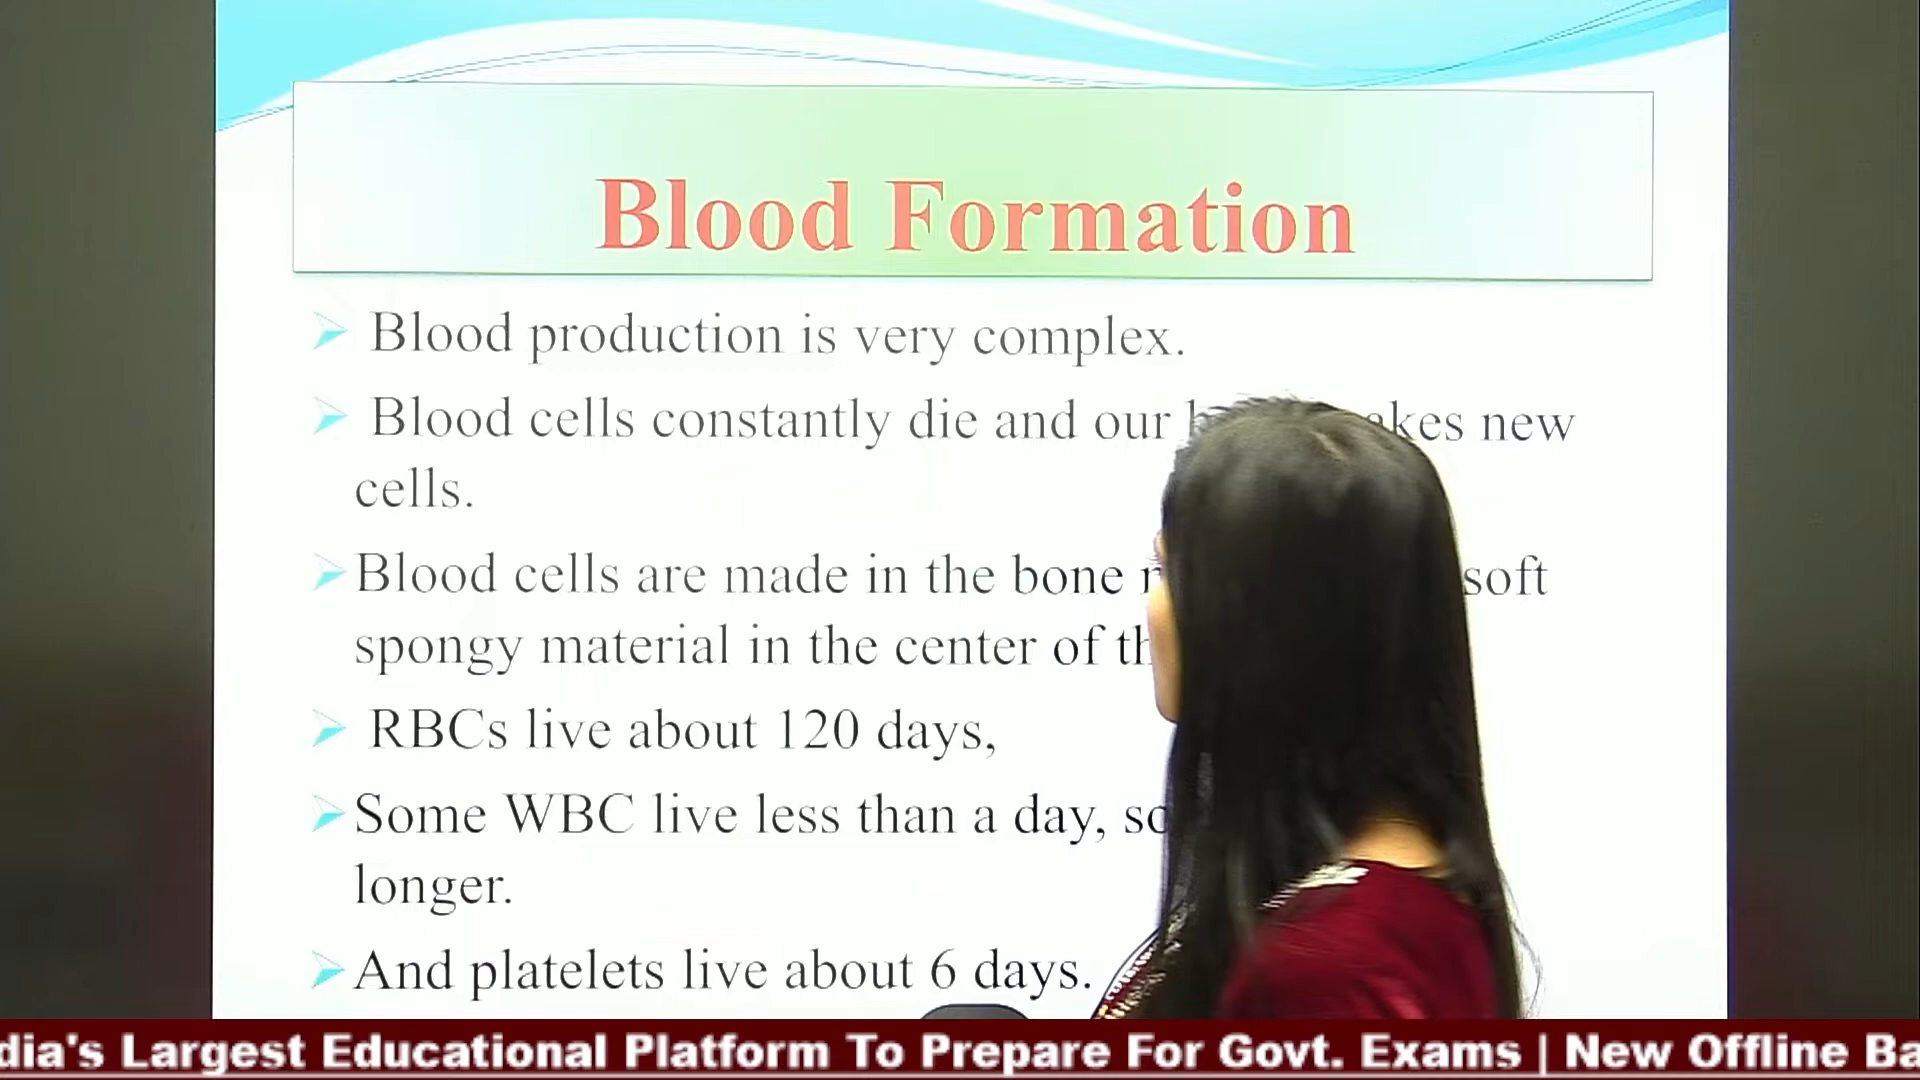 Blood Formation
Blood production is very complex.
Blood cells constantly die and our new
cells.
Blood cells are made in the bone soft
spongy material in the center of
RBCs live about 120 days,
Some WBC live less than a day,
longer.
And platelets live about 6 days.
dia's Largest Educational Platform To Prepare For Govt. Exams | New Offline Ba